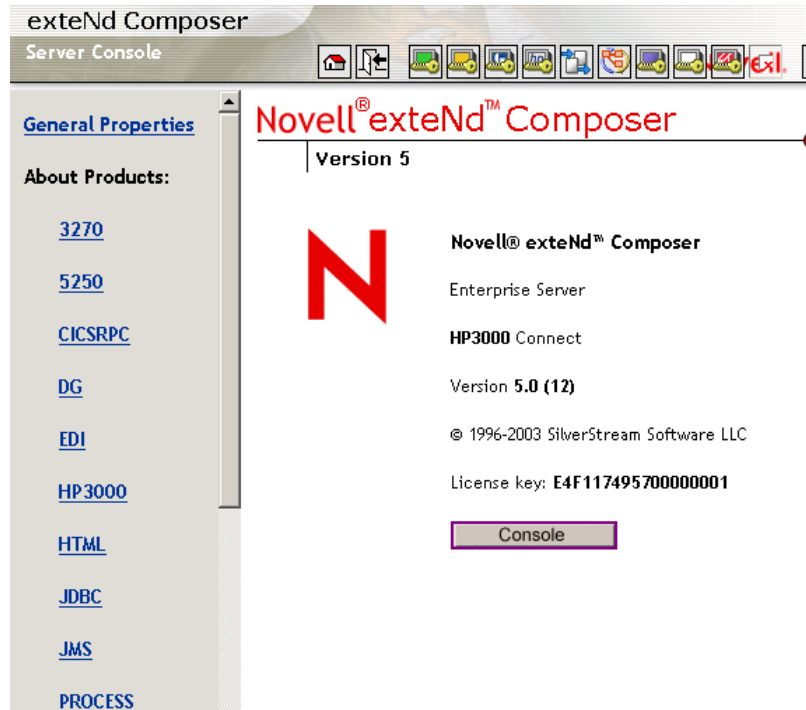 exteNd Composer
Server Console
General Properties
About Products:
3270
5250
CICSRPC
DG
EDI
HP3000
HTML
JDBC
JMS
PROCESS
Novell®exteNd™Composer
Version 5
N
Novell® exteNd™ Composer
Enterprise Server
HP3000 Connect
Version 5.0 (12)
© 1996-2003 SilverStream Software LLC
License key: E4F117495700000001
Console